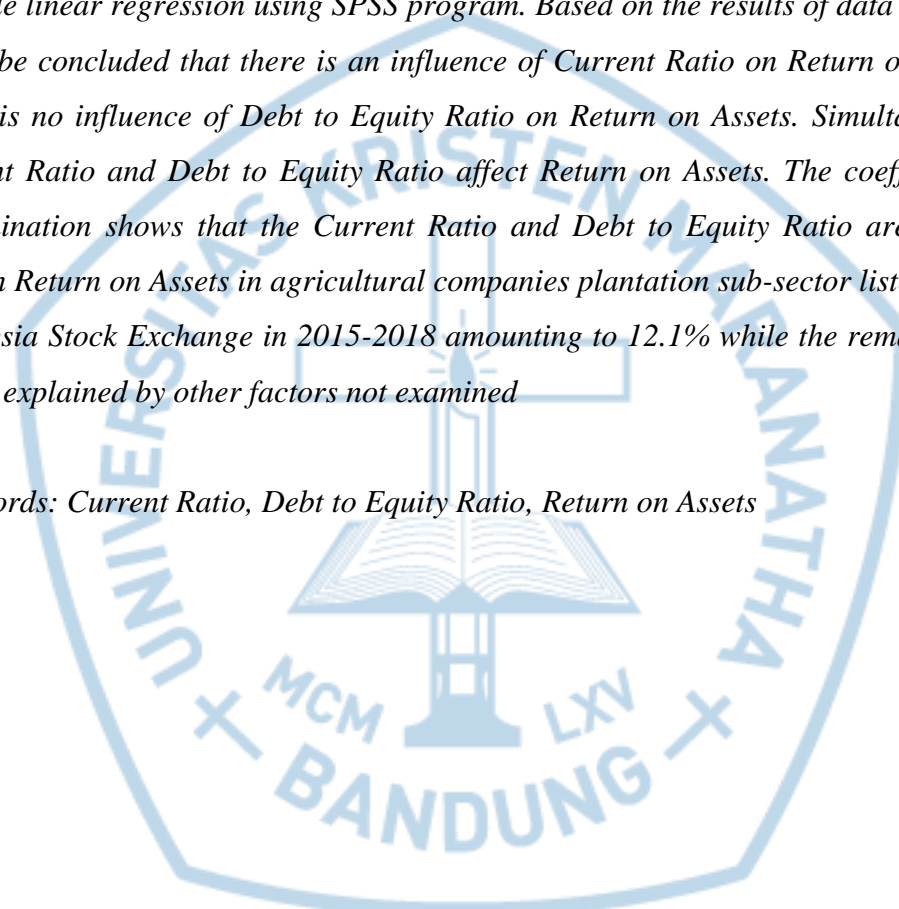 le linear regression using SPSS program. Based on the results of data
be concluded that there is an influence of Current Ratio on Return o
is no influence of Debt to Equity Ratio on Return on Assets. Simulta
nt Ratio and Debt to Equity Ratio affect Return on Assets. The coeff
ination shows that the Current Ratio and Debt to Equity Ratio are
n Return on Assets in agricultural companies plantation sub-sector list
sia Stock Exchange in 2015-2018 amounting to 12.1% while the rem
explained by other factors not examined
ords: Current Ratio, Debt to Equity Ratio, Return on Assets
UNIVERSITAS KRISTEN MARANATHA
MCM LXV
BANDUNG